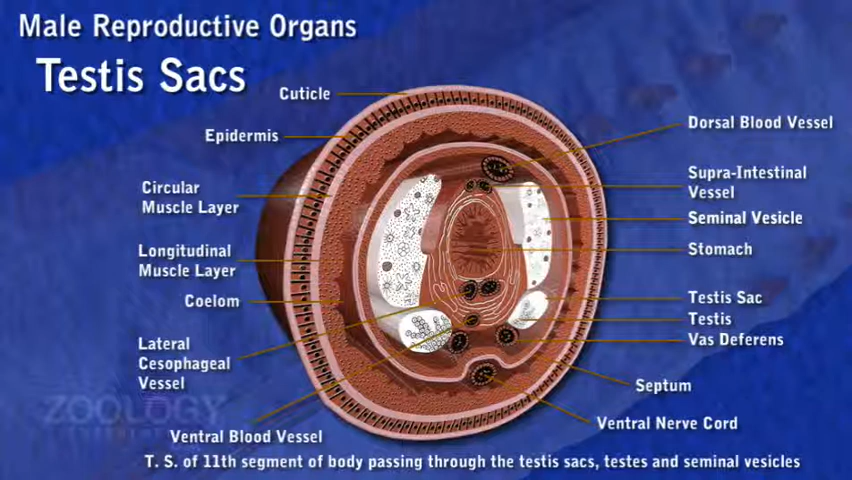 Male Reproductive Organs
Testis Sacs
Cuticle
Epidermis
Circular
Muscle Layer
Longitudinal
Muscle Layer
Coelom
Lateral
Cesophageal
Vessel
Ventral Blood Vessel
Dorsal Blood Vessel
Supra-Intestinal
Vessel
Seminal Vesicle
Stomach
Testis Sac
Testis
Vas Deferens
Septum
Ventral Nerve Cord
ZOOLOGY
T. S. of 11th segment of body passing through the testis sacs, testes and seminal vesicles